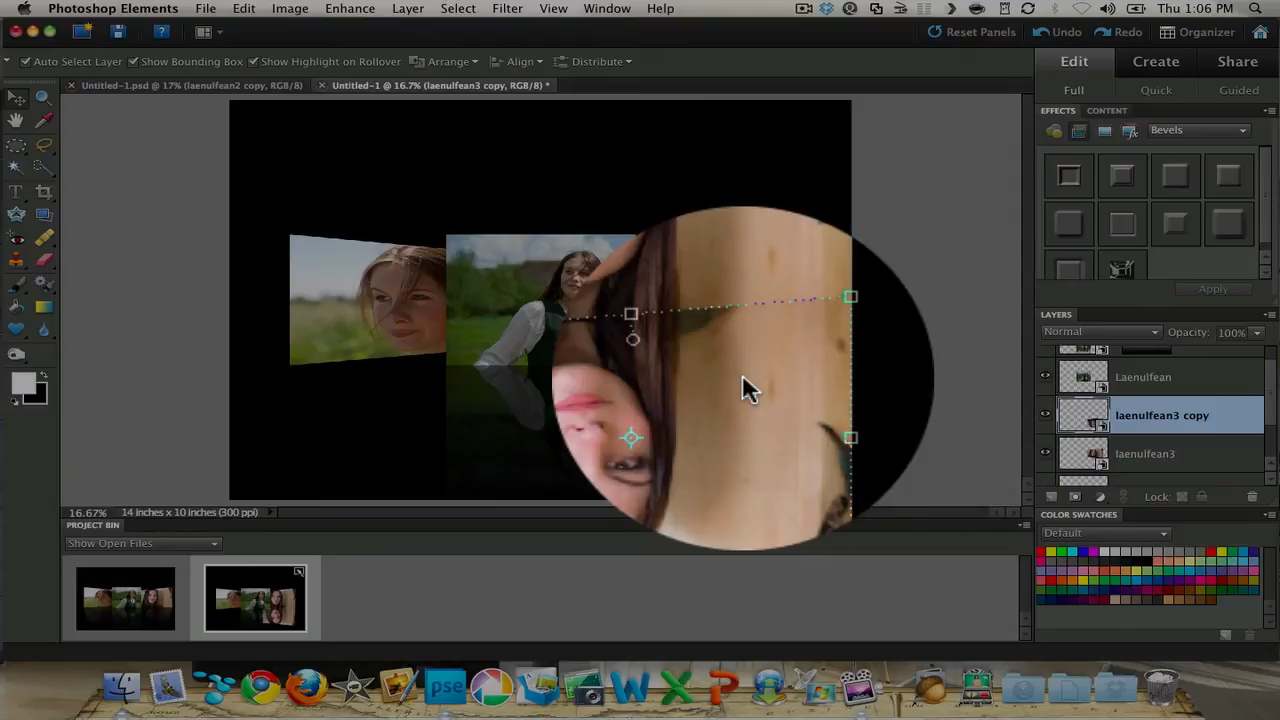 Photoshop Elements File Edit Image Enhance Layer Select Filter View Window Help Thu 1:06 PM
Reset Panels Undo Redo Organizer
Auto Select Layer Show Bounding Box Show Highlight on Rollover Arrange Align Distribute
Edit Create Share
Untitled-1.psd @ 17% (laenulfean2 copy, RGB/8) Untitled-1 @ 16.7% (laenulfean3 copy, RGB/8) *
Full Quick Guided
EFFECTS CONTENT
Bevels
Apply
LAYERS
Normal Opacity: 100%
Laenulfean
laenulfean3 copy
laenulfean3
Lock:
16.67% 14 inches x 10 inches (300 ppi)
COLOR SWATCHES
PROJECT BIN
Default
Show Open Files
pse